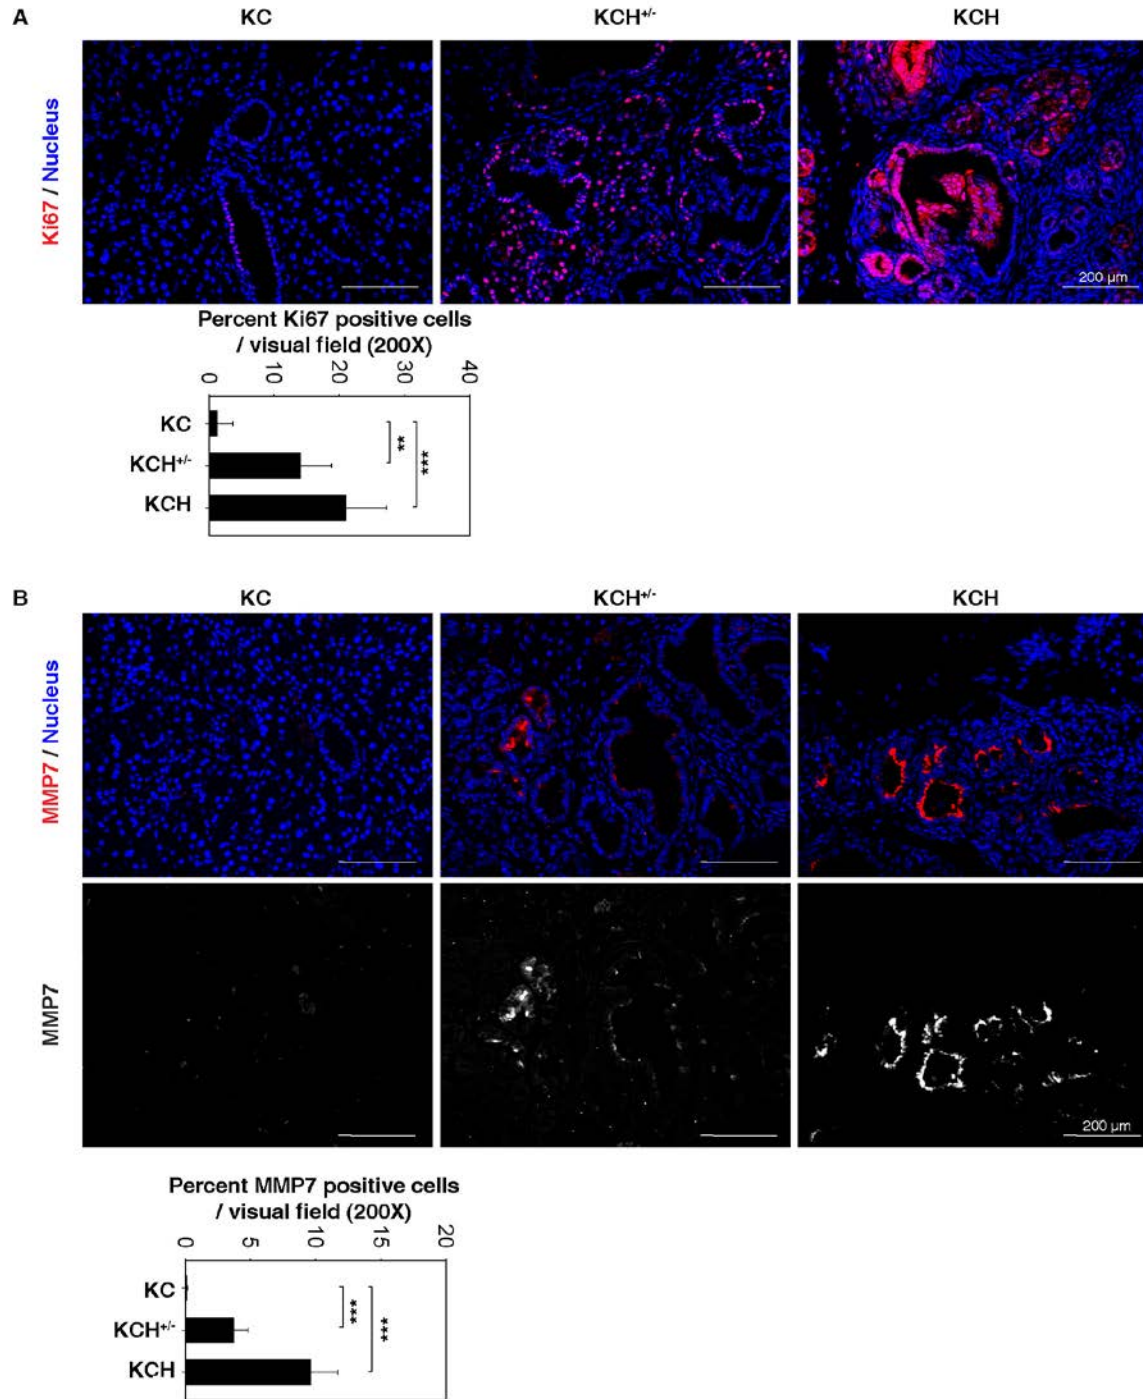 A
KC
KCH+/-
KCH
Ki67 / Nucleus
200 µm
Percent Ki67 positive cells
/ visual field (200X)
0 10 20 30 40
KC
KCH+/-
KCH
**
***
B
KC
KCH+/-
KCH
MMP7 / Nucleus
MMP7
200 µm
Percent MMP7 positive cells
/ visual field (200X)
0 5 10 15 20
KC
KCH+/-
KCH
***
***